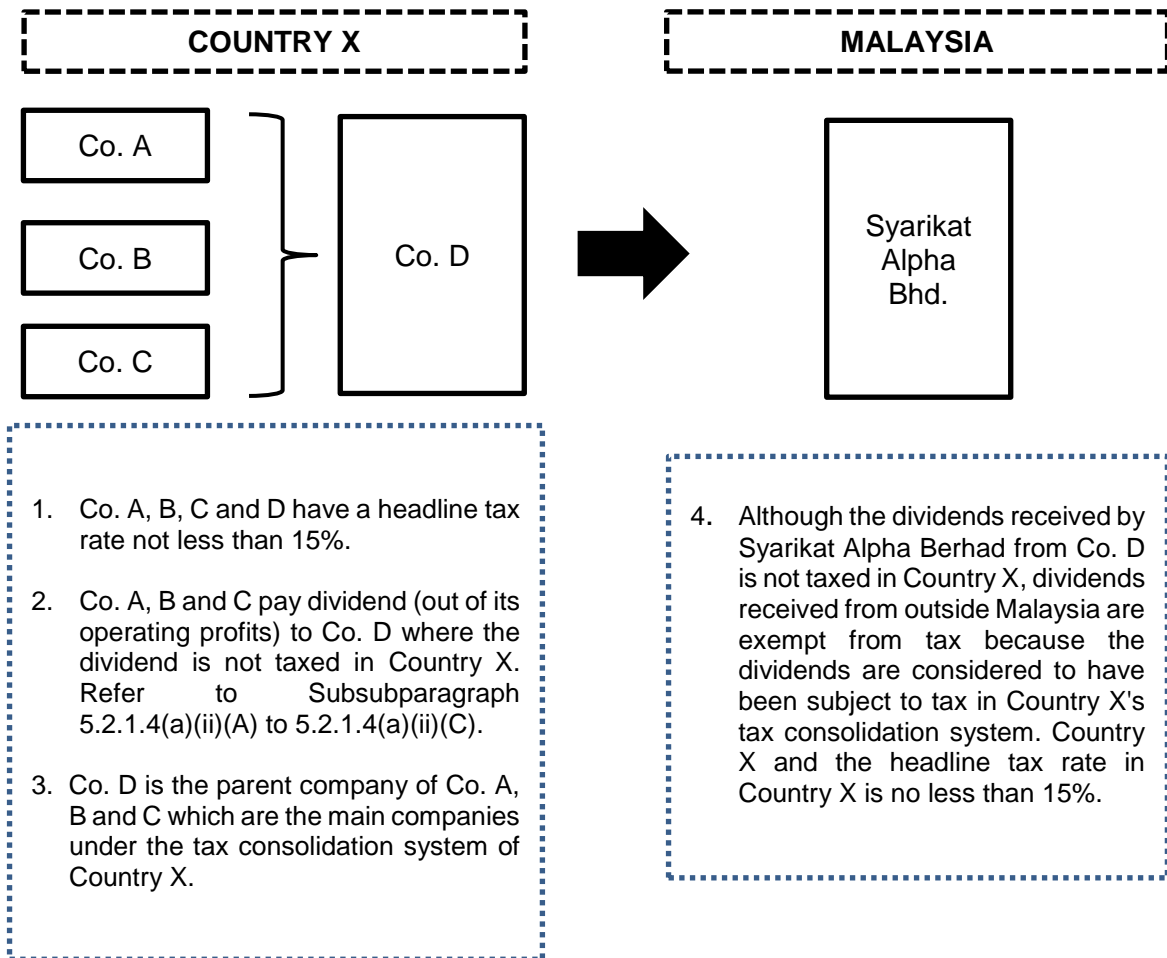 COUNTRY X
MALAYSIA
Co. A
Co. B
Co. C
Co. D
Syarikat
Alpha
Bhd.
1. Co. A, B, C and D have a headline tax
rate not less than 15%.
2. Co. A, B and C pay dividend (out of its
operating profits) to Co. D where the
dividend is not taxed in Country X.
Refer to Subsubparagraph
5.2.1.4(a)(ii)(A) to 5.2.1.4(a)(ii)(C).
3. Co. D is the parent company of Co. A,
B and C which are the main companies
under the tax consolidation system of
Country X.
4. Although the dividends received by
Syarikat Alpha Berhad from Co. D
is not taxed in Country X, dividends
received from outside Malaysia are
exempt from tax because the
dividends are considered to have
been subject to tax in Country X's
tax consolidation system. Country
X and the headline tax rate in
Country X is no less than 15%.